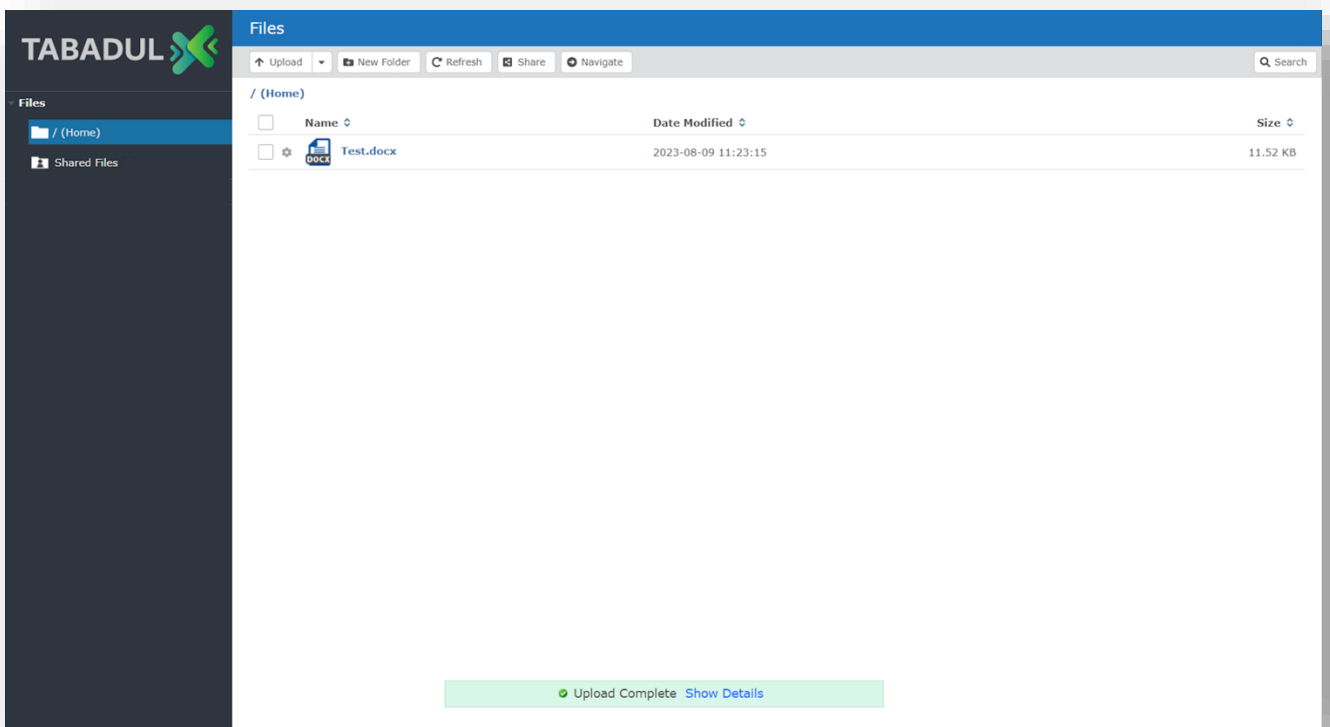 TABADUL
Files
/ (Home)
Shared Files
Files
Upload New Folder Refresh Share Navigate Search
/ (Home)
Name Date Modified Size
DOCX Test.docx 2023-08-09 11:23:15 11.52 KB
Upload Complete Show Details